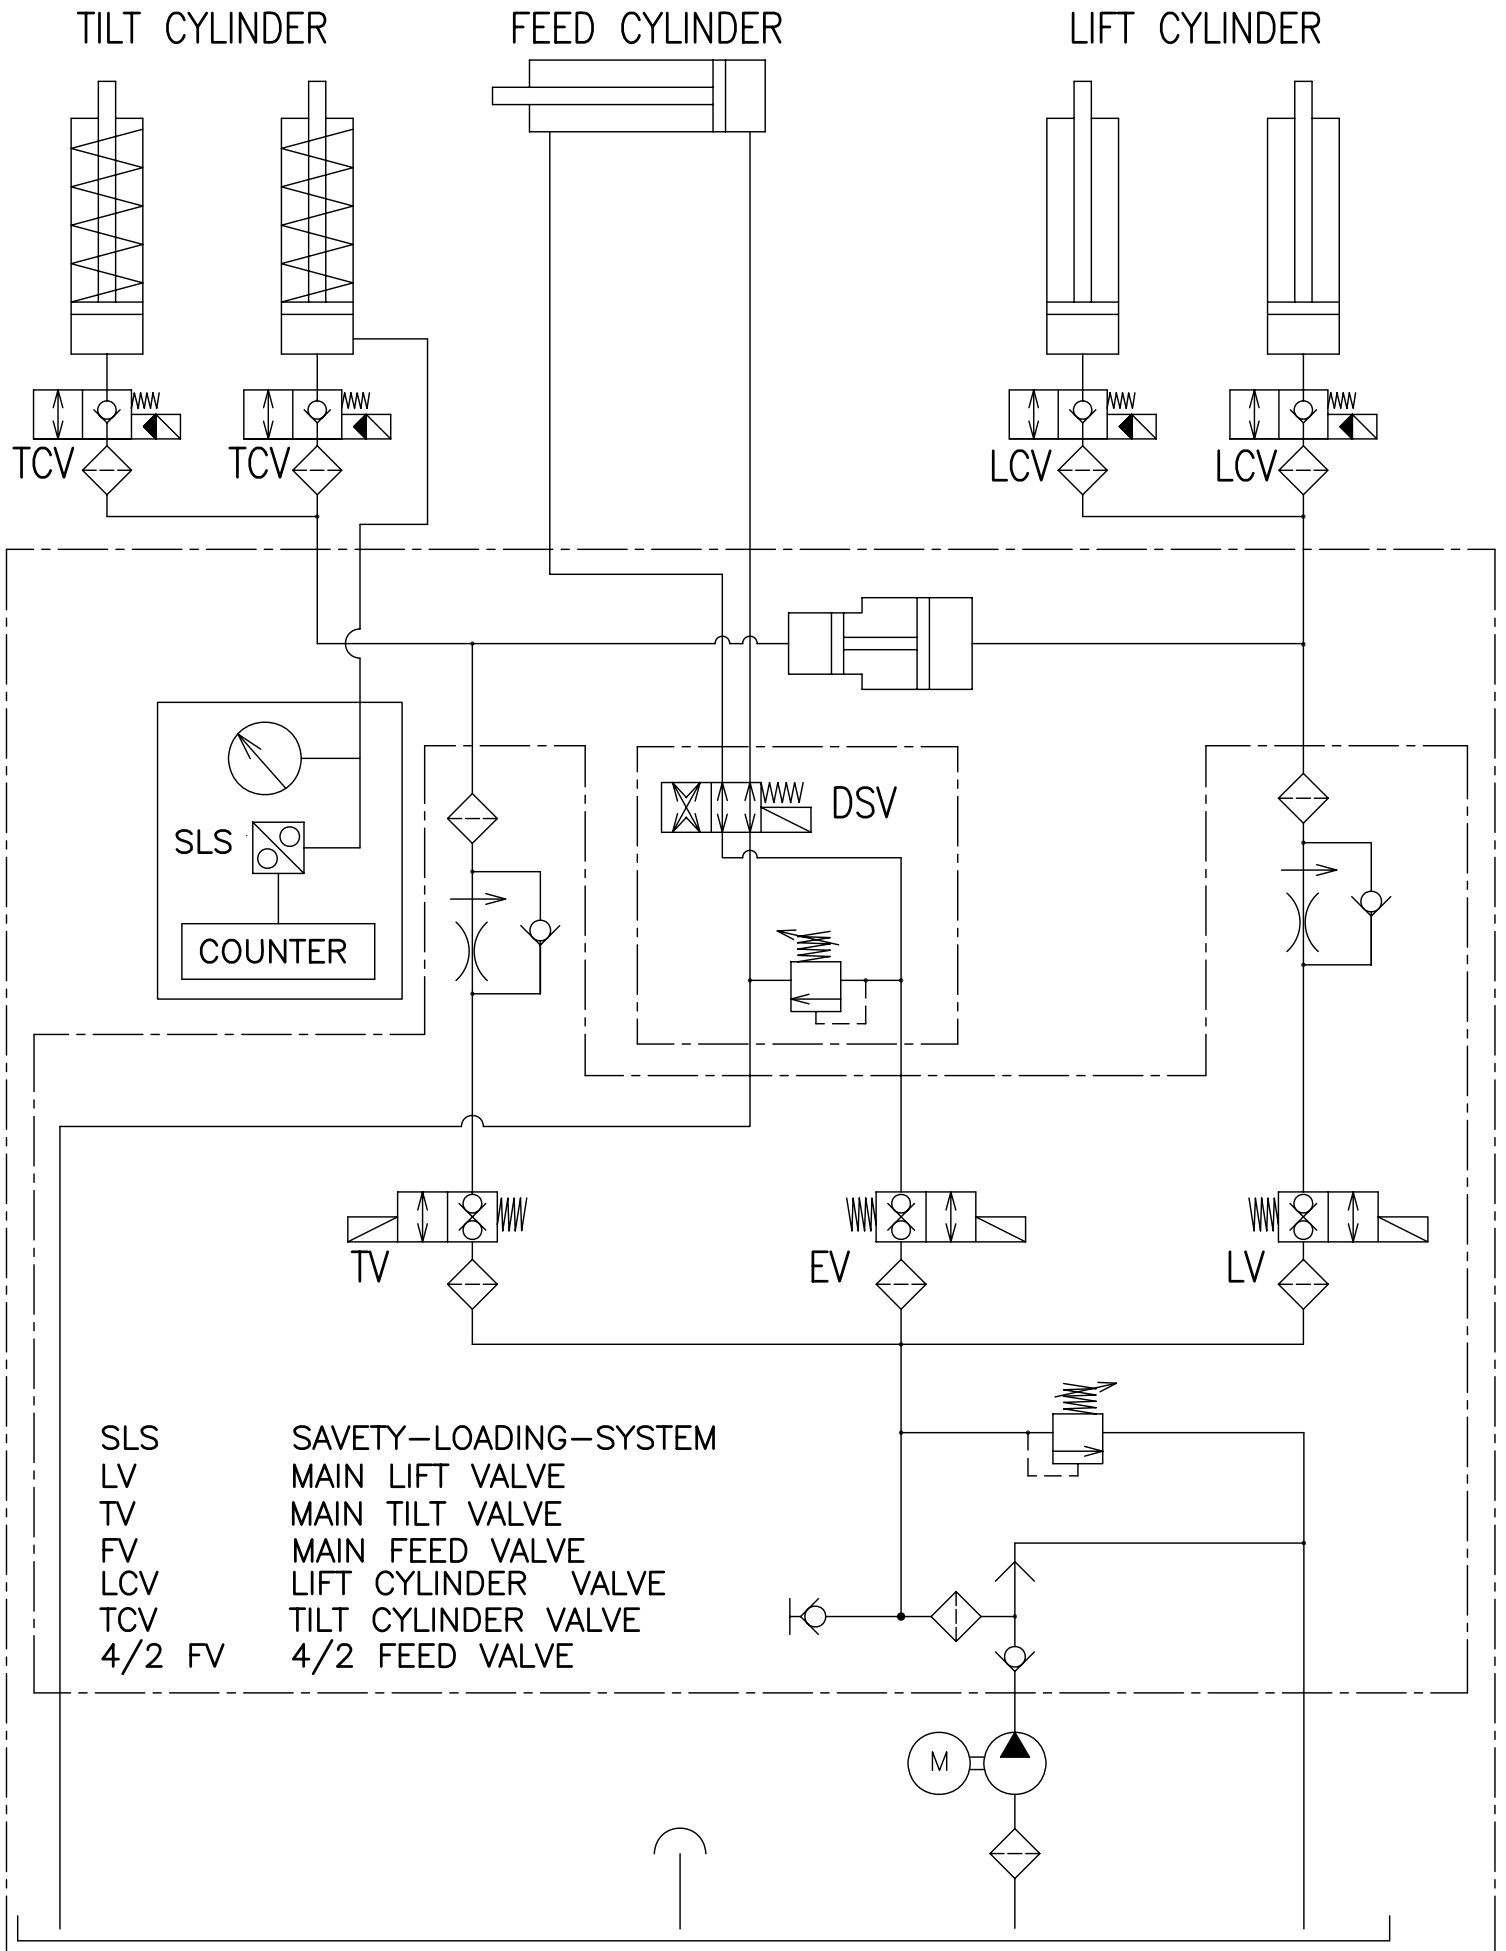 TILT CYLINDER
FEED CYLINDER
LIFT CYLINDER
TCV
TCV
LCV
LCV
DSV
SLS
COUNTER
TV
EV
LV
SLS SAVETY-LOADING-SYSTEM
LV MAIN LIFT VALVE
TV MAIN TILT VALVE
FV MAIN FEED VALVE
LCV LIFT CYLINDER VALVE
TCV TILT CYLINDER VALVE
4/2 FV 4/2 FEED VALVE
M